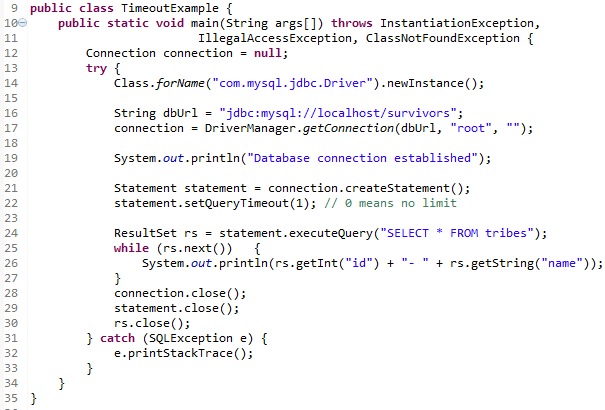 9 public class TimeoutExample {
10 public static void main(String args[]) throws InstantiationException,
11 IllegalAccessException, ClassNotFoundException {
12 Connection connection = null;
13 try {
14 Class.forName("com.mysql.jdbc.Driver").newInstance();
15
16 String dbUrl = "jdbc:mysql://localhost/survivors";
17 connection = DriverManager.getConnection(dbUrl, "root", "");
18
19 System.out.println("Database connection established");
20
21 Statement statement = connection.createStatement();
22 statement.setQueryTimeout(1); // 0 means no limit
23
24 ResultSet rs = statement.executeQuery("SELECT * FROM tribes");
25 while (rs.next()) {
26 System.out.println(rs.getInt("id") + "- " + rs.getString("name"));
27 }
28 connection.close();
29 statement.close();
30 rs.close();
31 } catch (SQLException e) {
32 e.printStackTrace();
33 }
34 }
35 }